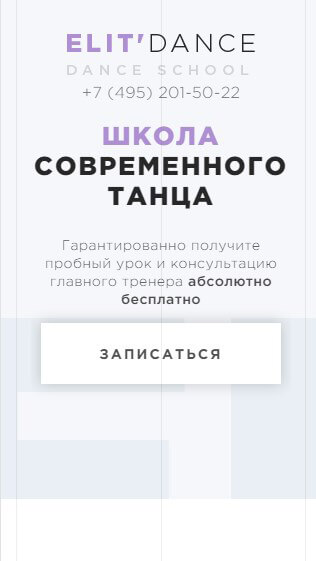 ELIT'DANCE
DANCE SCHOOL
+7 (495) 201-50-22
ШКОЛА
СОВРЕМЕННОГО
ТАНЦА
Гарантированно получите
пробный урок и консультацию
главного тренера абсолютно
бесплатно
ЗАПИСАТЬСЯ